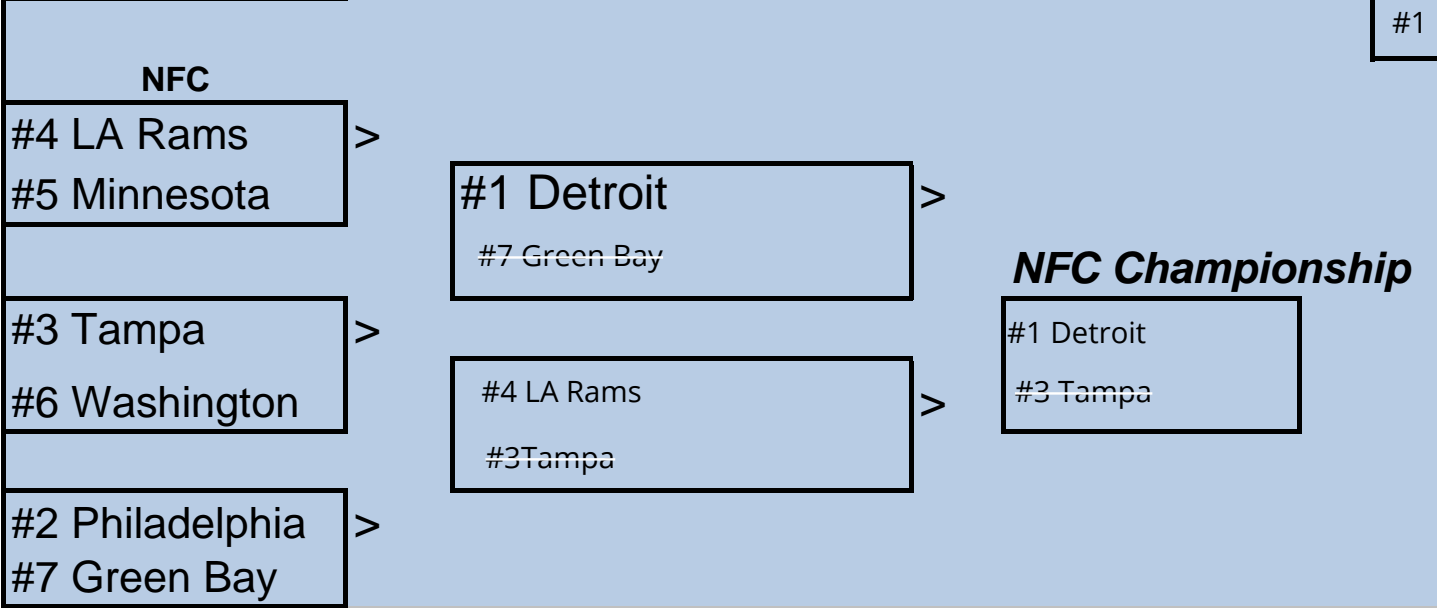 #1
NFC
#4 LA Rams >
#5 Minnesota
#1 Detroit >
#7 Green Bay
NFC Championship
#3 Tampa >
#6 Washington
#4 LA Rams >
#3Tampa
#1 Detroit
#3 Tampa
#2 Philadelphia >
#7 Green Bay